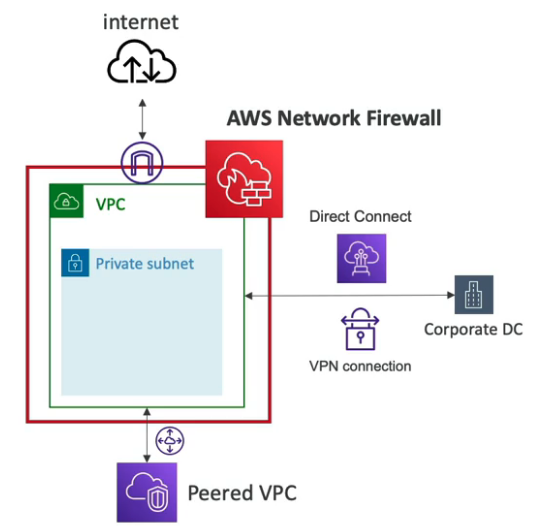 internet
AWS Network Firewall
VPC
Direct Connect
Private subnet
Corporate DC
VPN connection
Peered VPC